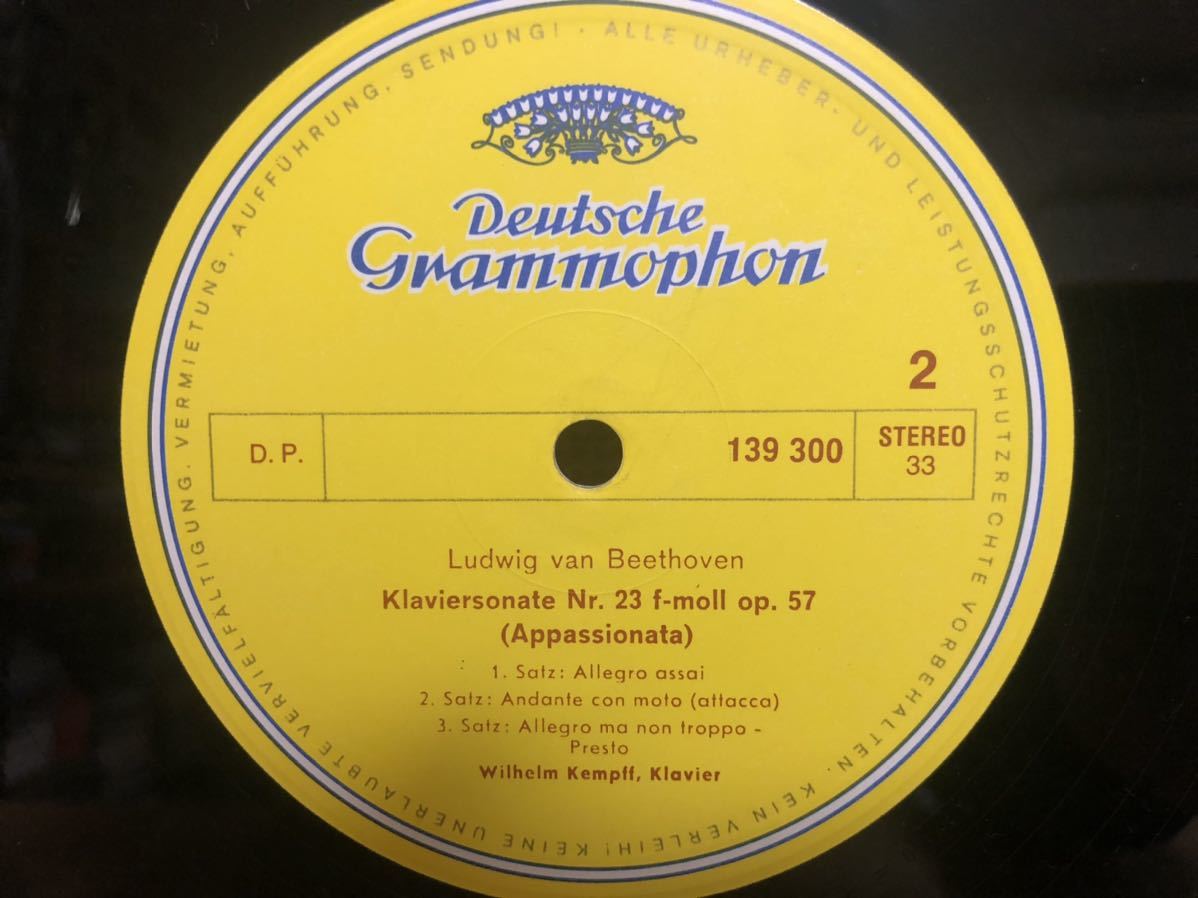 Deutsche
Grammophon
2
D. P.
139 300
STEREO
33
Ludwig van Beethoven
Klaviersonate Nr. 23 f-moll op. 57
(Appassionata)
1. Satz: Allegro assai
2. Satz: Andante con moto (attacca)
3. Satz: Allegro ma non troppo -
Presto
Wilhelm Kempff, Klavier
ALLE URHEBER- UND LEISTUNGSSCHUTZRECHTE VORBEHALTEN. KEIN VERLEIH! KEINE UNERLAUBTE VERVIELFÄLTIGUNG. VERMIETUNG, AUFFÜHRUNG, SENDUNG! ·